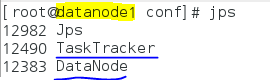 [ root@datanode1 conf] # jps
12982 Jps
12490 TaskTracker
12383 DataNode